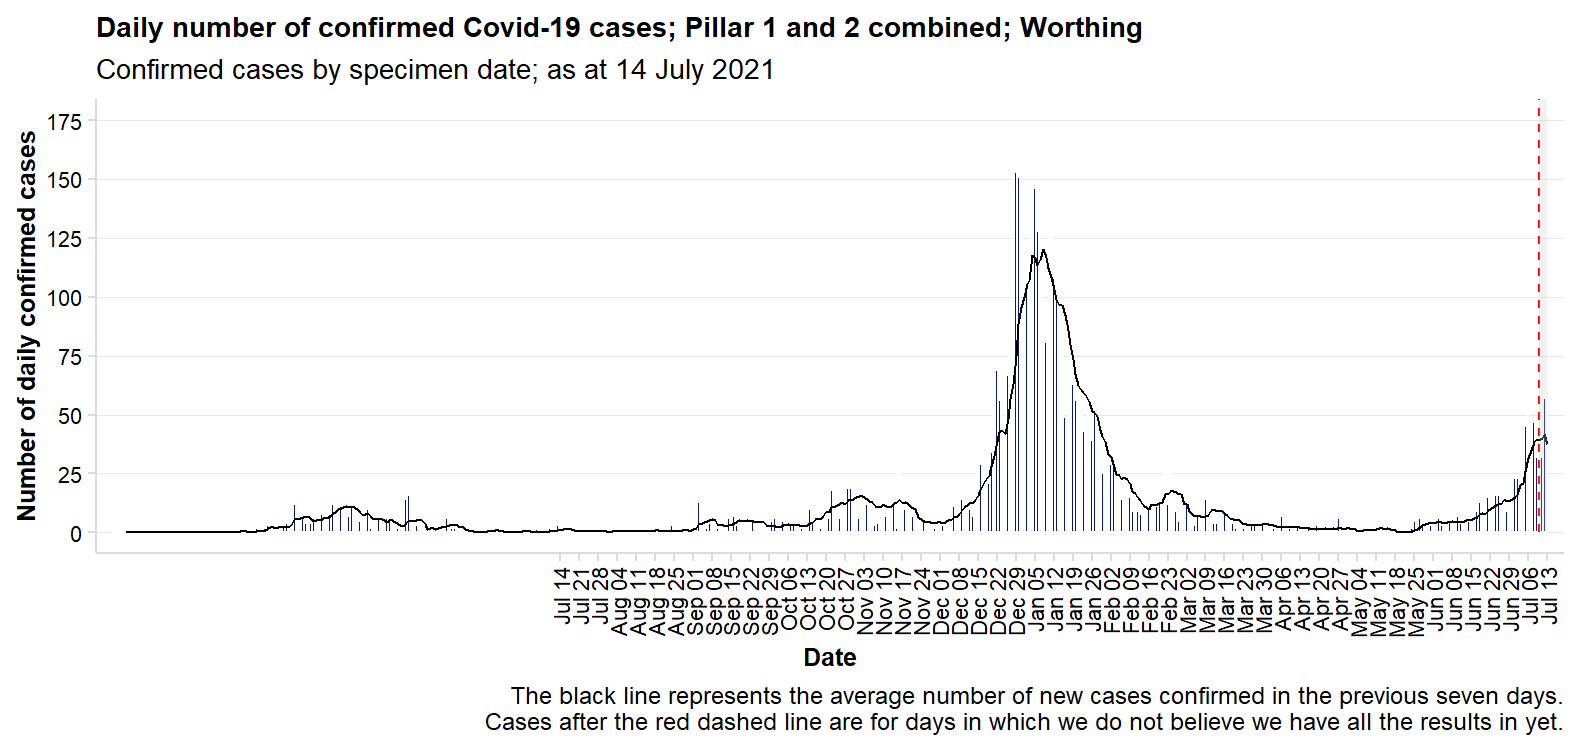 Daily number of confirmed Covid-19 cases; Pillar 1 and 2 combined; Worthing
Confirmed cases by specimen date; as at 14 July 2021
Number of daily confirmed cases
175
150
125
100
75
50
25
0
Jul 14
Jul 21
Jul 28
Aug 04
Aug 11
Aug 18
Aug 25
Sep 01
Sep 08
Sep 15
Sep 22
Sep 29
Oct 06
Oct 13
Oct 20
Oct 27
Nov 03
Nov 10
Nov 17
Nov 24
Dec 01
Dec 08
Dec 15
Dec 22
Dec 29
Jan 05
Jan 12
Jan 19
Jan 26
Feb 02
Feb 09
Feb 16
Feb 23
Mar 02
Mar 09
Mar 16
Mar 23
Mar 30
Apr 06
Apr 13
Apr 20
Apr 27
May 04
May 11
May 18
May 25
Jun 01
Jun 08
Jun 15
Jun 22
Jun 29
Jul 06
Jul 13
Date
The black line represents the average number of new cases confirmed in the previous seven days.
Cases after the red dashed line are for days in which we do not believe we have all the results in yet.